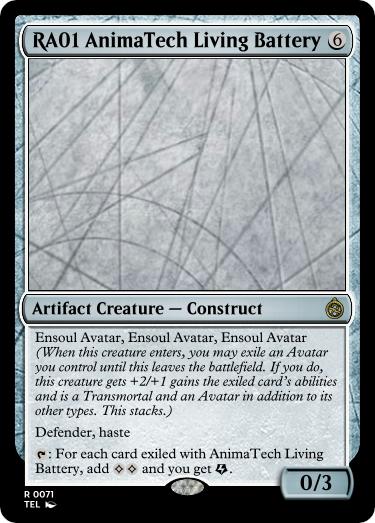 RA01 AnimaTech Living Battery 6
Artifact Creature — Construct
Ensoul Avatar, Ensoul Avatar, Ensoul Avatar
(When this creature enters, you may exile an Avatar
you control until this leaves the battlefield. If you do,
this creature gets +2/+1 gains the exiled card's abilities
and is a Transmortal and an Avatar in addition to its
other types. This stacks.)
Defender, haste
: For each card exiled with AnimaTech Living
Battery, add and you get .
0/3
R 0071
TEL